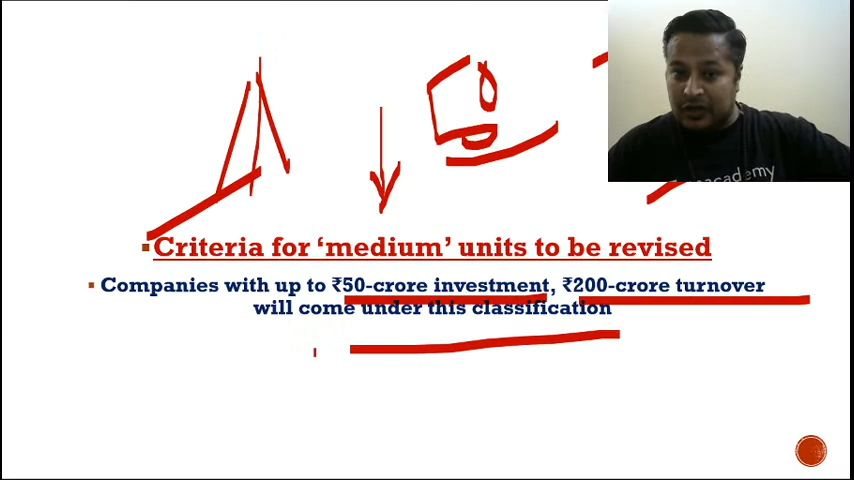 Criteria for ‘medium’ units to be revised
Companies with up to ₹50-crore investment, ₹200-crore turnover
will come under this classification